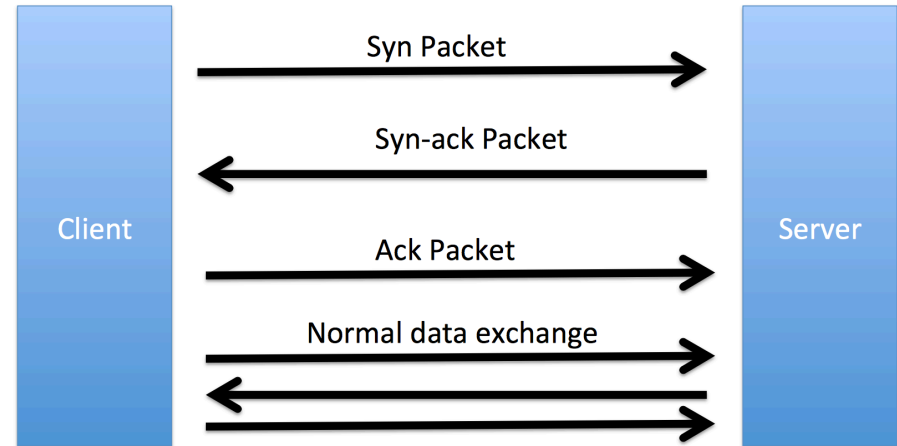 Syn Packet
Syn-ack Packet
Client
Server
Ack Packet
Normal data exchange